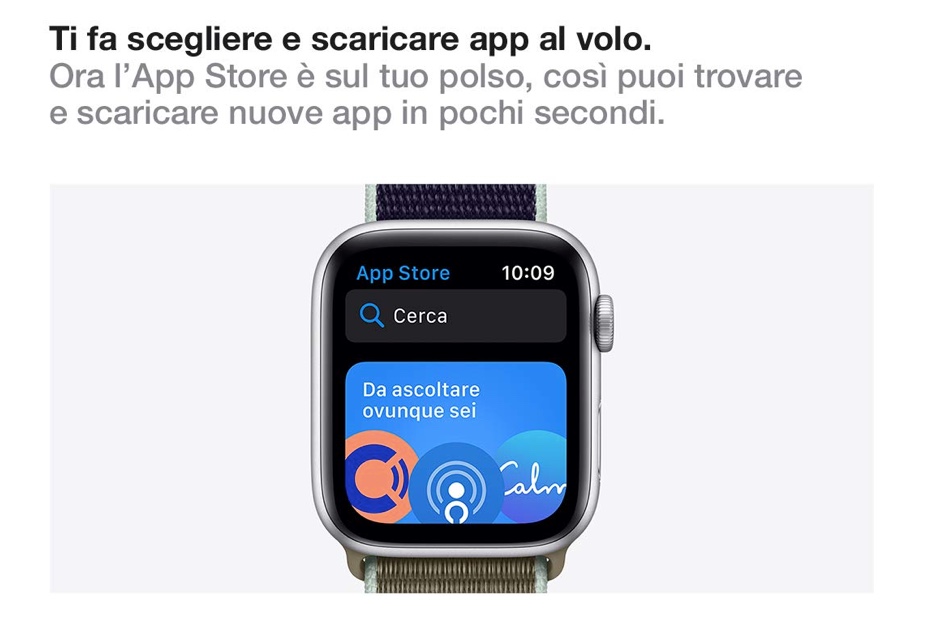 Ti fa scegliere e scaricare app al volo.
Ora l’App Store è sul tuo polso, così puoi trovare
e scaricare nuove app in pochi secondi.
App Store 10:09
Cerca
Da ascoltare
ovunque sei
Calm